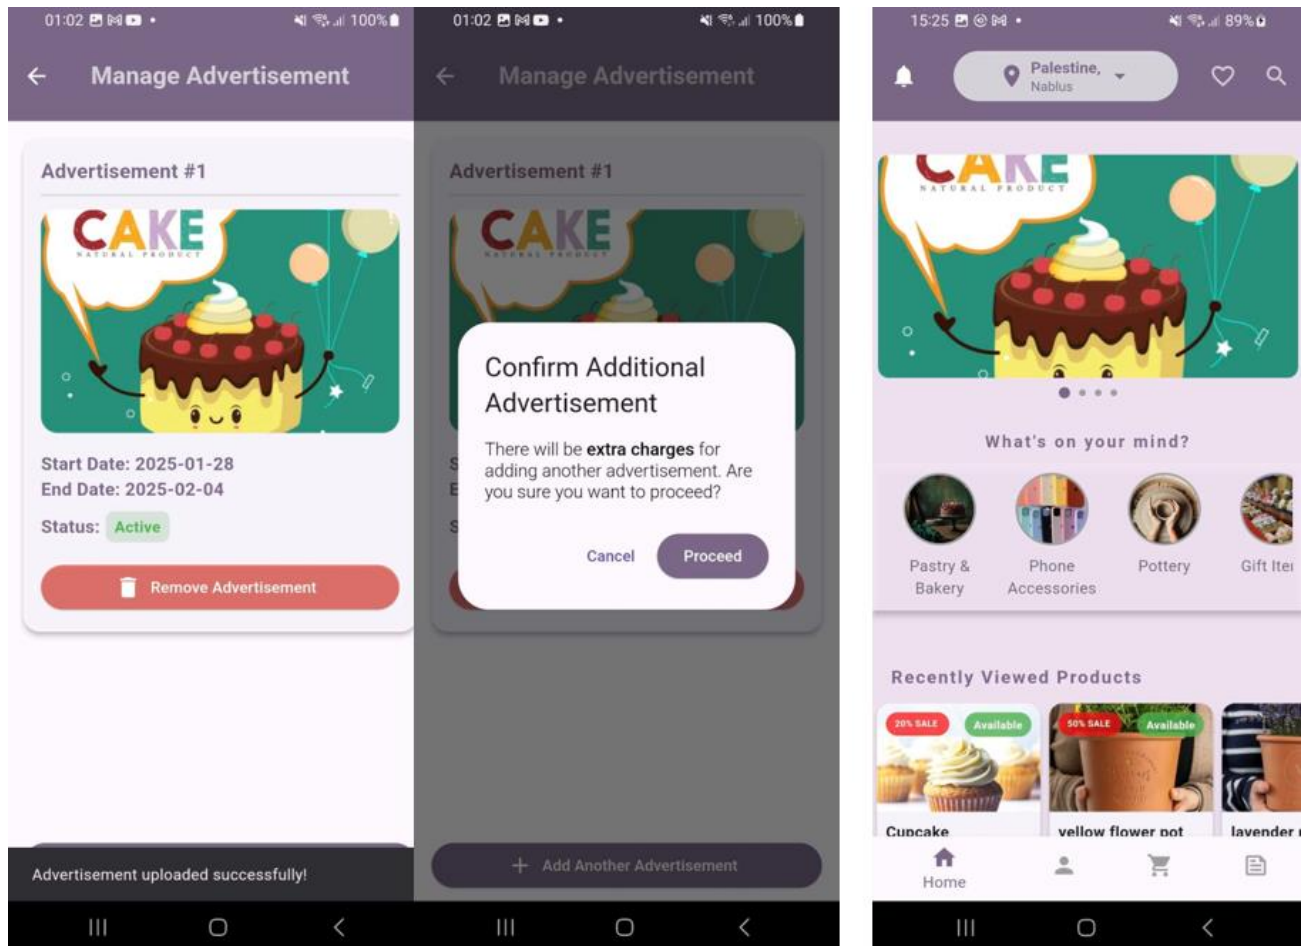 01:02
100%
Manage Advertisement
Advertisement #1
CAKE
NATURAL PRODUCT
Start Date: 2025-01-28
End Date: 2025-02-04
Status: Active
Remove Advertisement
Advertisement uploaded successfully!
01:02
100%
Manage Advertisement
Advertisement #1
CAKE
NATURAL PRODUCT
S
E
S
Confirm Additional
Advertisement
There will be extra charges for
adding another advertisement. Are
you sure you want to proceed?
Cancel
Proceed
+ Add Another Advertisement
15:25
89%
Palestine,
Nablus
CAKE
NATURAL PRODUCT
What's on your mind?
Pastry &
Bakery
Phone
Accessories
Pottery
Gift Iter
Recently Viewed Products
20% SALE
Available
50% SALE
Available
Cupcake
yellow flower pot
lavender
Home